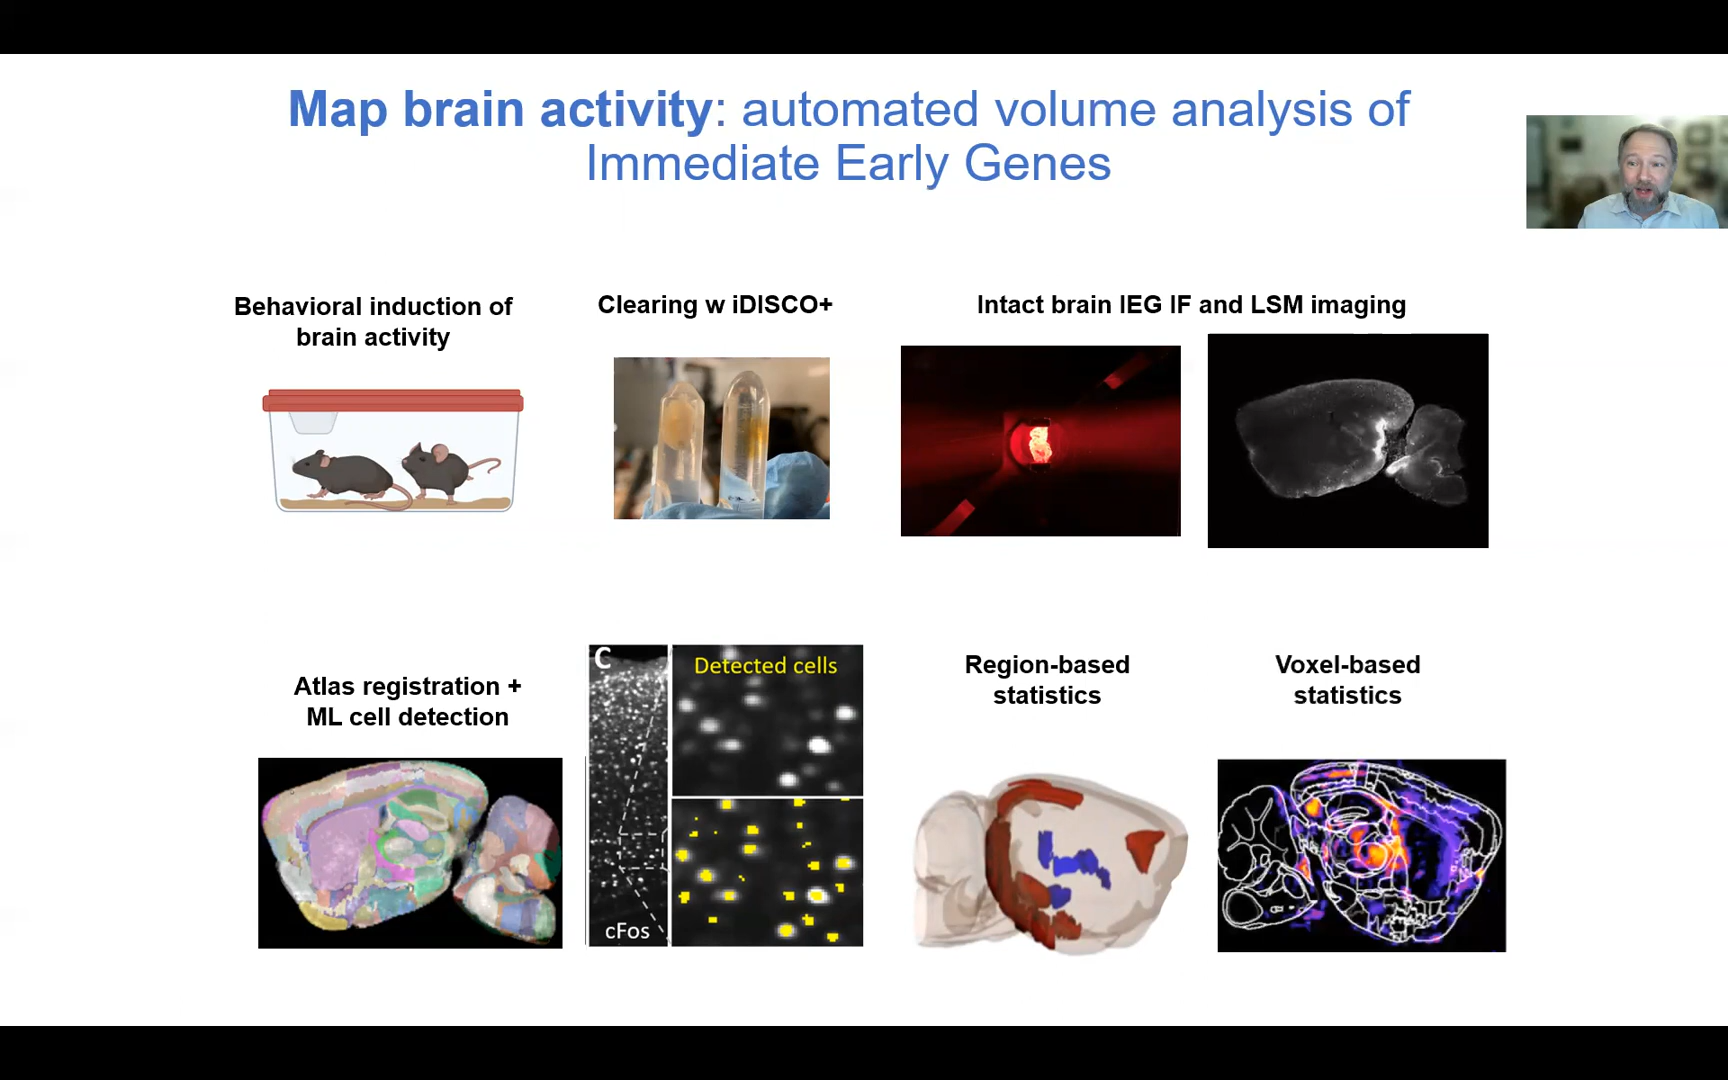 Map brain activity: automated volume analysis of
Immediate Early Genes
Behavioral induction of
brain activity
Clearing w iDISCO+
Intact brain IEG IF and LSM imaging
Atlas registration +
ML cell detection
C
Detected cells
cFos
Region-based
statistics
Voxel-based
statistics